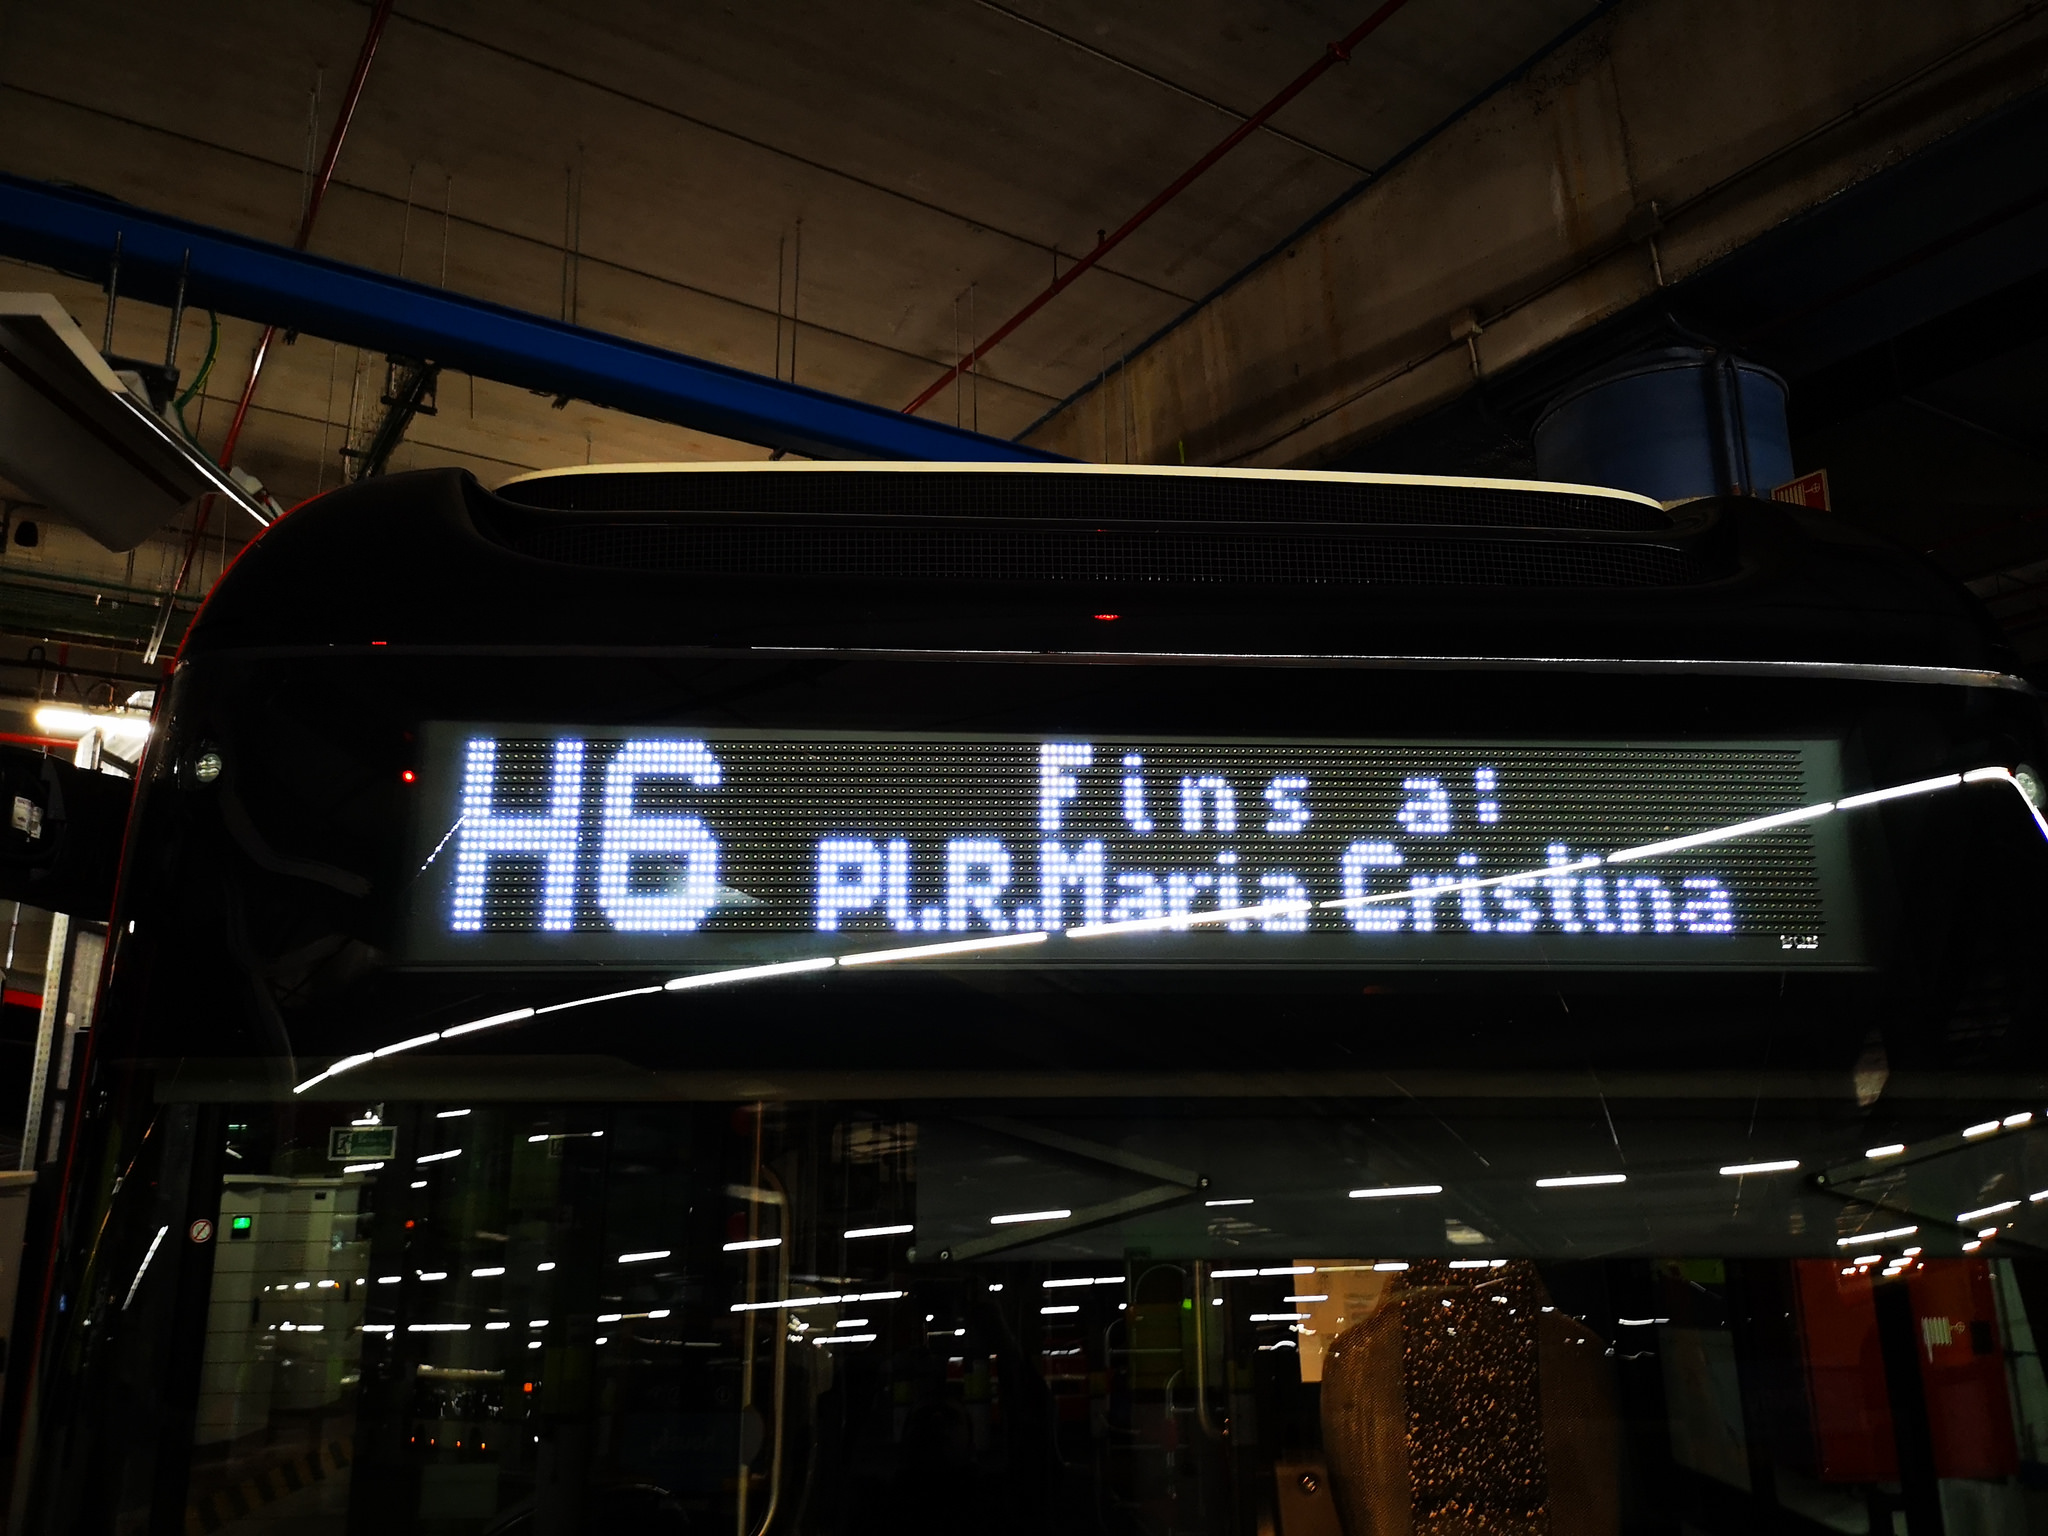 H6
Fins a:
Pl.R.Maria Cristina